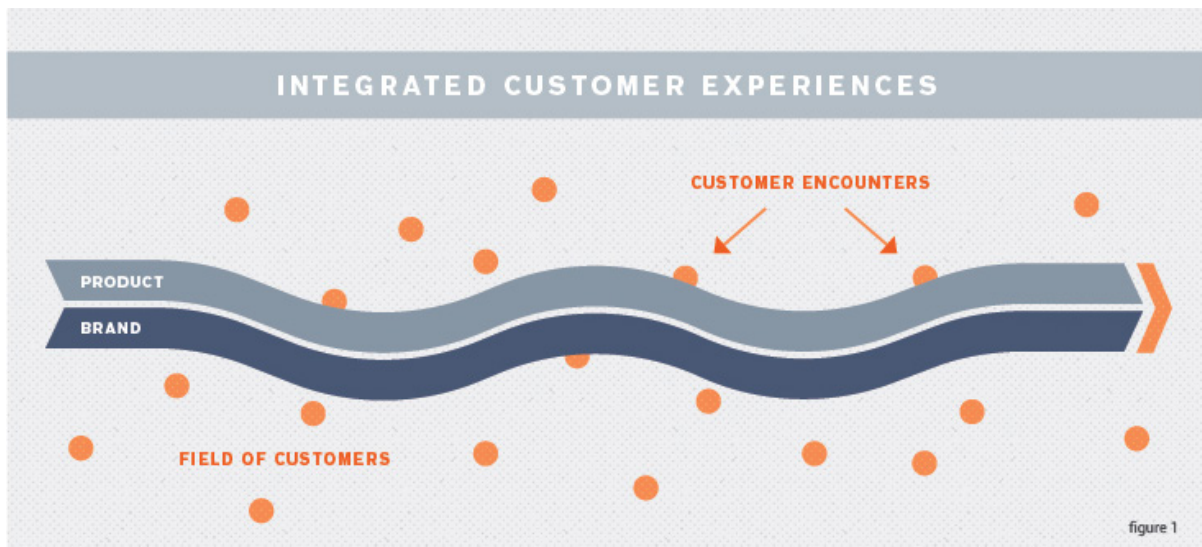 INTEGRATED CUSTOMER EXPERIENCES
CUSTOMER ENCOUNTERS
PRODUCT
BRAND
FIELD OF CUSTOMERS
figure 1